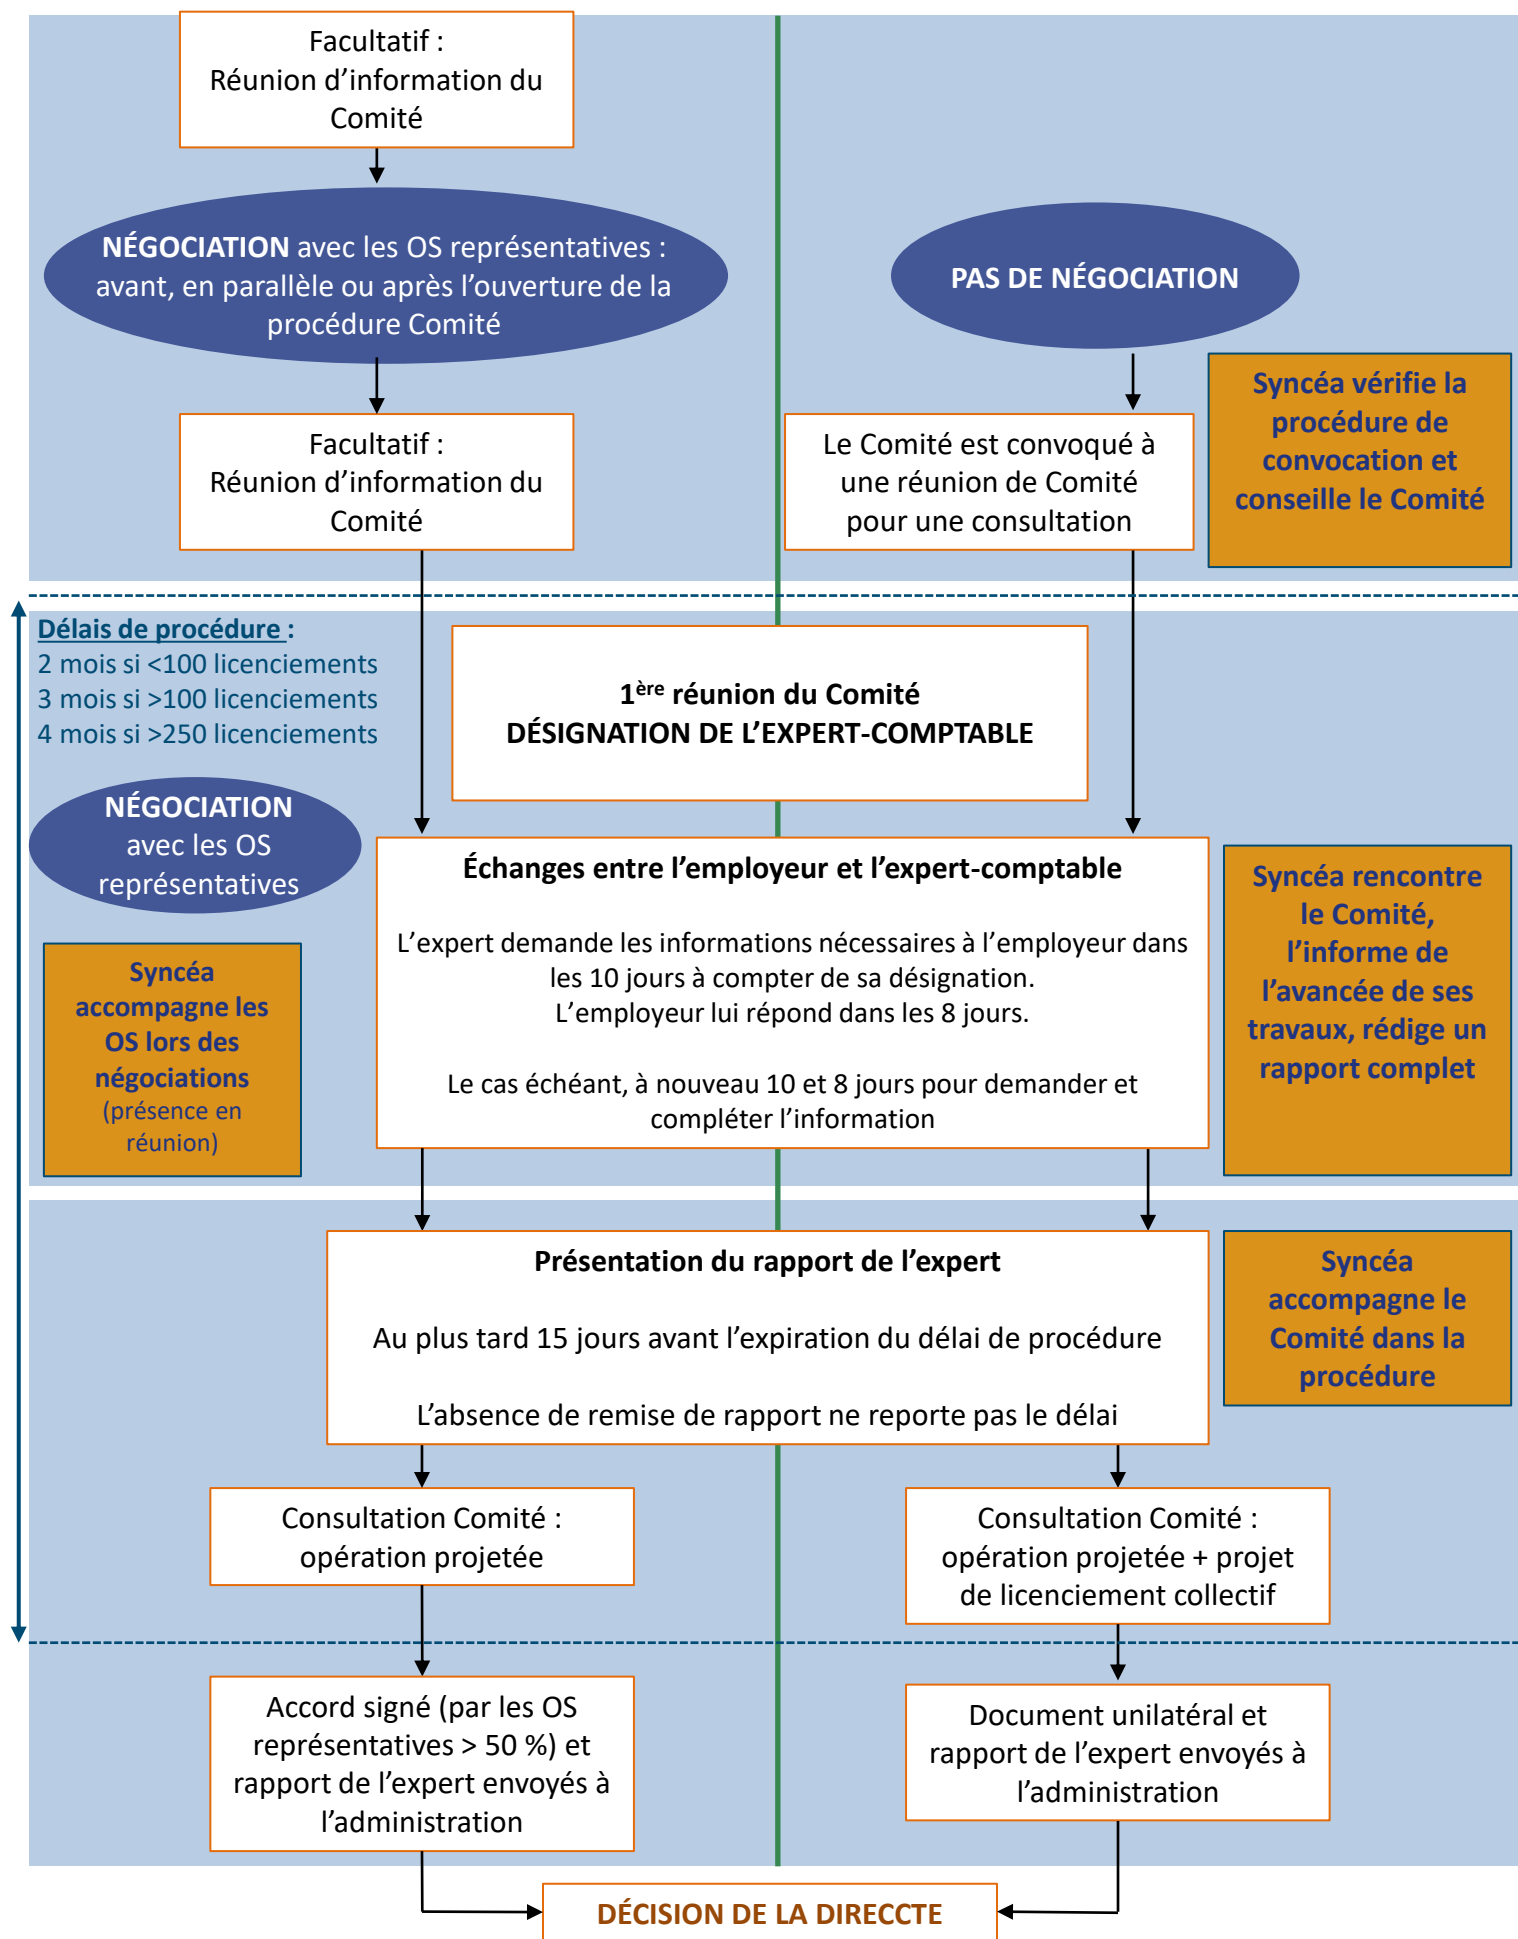 Facultatif :
Réunion d’information du
Comité
NÉGOCIATION avec les OS représentatives :
avant, en parallèle ou après l’ouverture de la
procédure Comité
PAS DE NÉGOCIATION
Facultatif :
Réunion d’information du
Comité
Le Comité est convoqué à
une réunion de Comité
pour une consultation
Syncéa vérifie la
procédure de
convocation et
conseille le Comité
Délais de procédure :
2 mois si <100 licenciements
3 mois si >100 licenciements
4 mois si >250 licenciements
1ère réunion du Comité
DÉSIGNATION DE L’EXPERT-COMPTABLE
NÉGOCIATION
avec les OS
représentatives
Syncéa
accompagne les
OS lors des
négociations
(présence en
réunion)
Échanges entre l’employeur et l’expert-comptable
L’expert demande les informations nécessaires à l’employeur dans
les 10 jours à compter de sa désignation.
L’employeur lui répond dans les 8 jours.
Le cas échéant, à nouveau 10 et 8 jours pour demander et
compléter l’information
Syncéa rencontre
le Comité,
l’informe de
l’avancée de ses
travaux, rédige un
rapport complet
Présentation du rapport de l’expert
Au plus tard 15 jours avant l’expiration du délai de procédure
L’absence de remise de rapport ne reporte pas le délai
Syncéa
accompagne le
Comité dans la
procédure
Consultation Comité :
opération projetée
Consultation Comité :
opération projetée + projet
de licenciement collectif
Accord signé (par les OS
représentatives > 50 %) et
rapport de l’expert envoyés à
l’administration
Document unilatéral et
rapport de l’expert envoyés à
l’administration
DÉCISION DE LA DIRECCTE